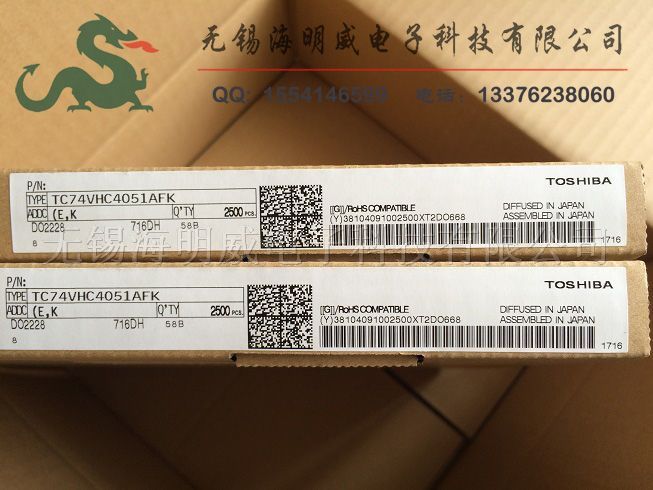 无锡海明威电子科技有限公司
QQ: 1554146599 电话: 13376238060
P/N:
TYPE TC74VHC4051AFK
ADDC (E,K Q'TY 2500 PCS.
DO2228 716DH 58B
8
TOSHIBA
[[G]]/RoHS COMPATIBLE DIFFUSED IN JAPAN
(Y)38104091002500XT2DO668 ASSEMBLED IN JAPAN
1716
无锡海明威电子科技有限公司
P/N:
TYPE TC74VHC4051AFK
ADDC (E,K Q'TY 2500 PCS.
DO2228 716DH 58B
8
TOSHIBA
[[G]]/RoHS COMPATIBLE DIFFUSED IN JAPAN
(Y)38104091002500XT2DO668 ASSEMBLED IN JAPAN
1716